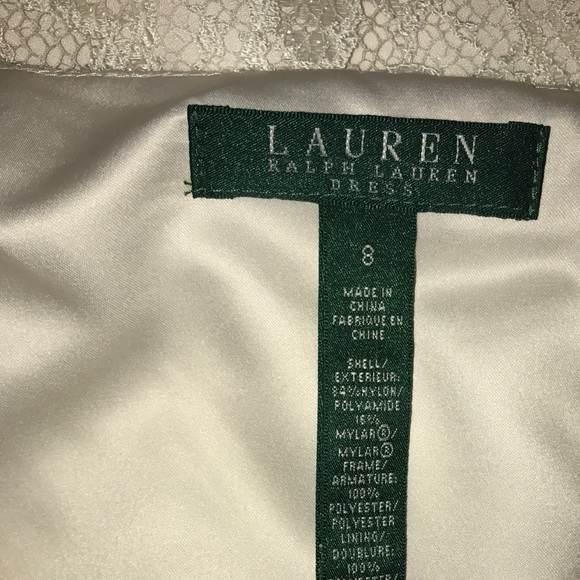 LAUREN
RALPH LAUREN
DRESS
8
MADE IN
CHINA
FABRIQUE EN
CHINE
SHELL/
EXTERIEUR:
84% NYLON/
POLYAMIDE
16%
MYLAR®/
MYLAR®
FRAME/
ARMATURE:
100%
POLYESTER/
POLYESTER
LINING/
DOUBLURE:
100%
POLYESTER/